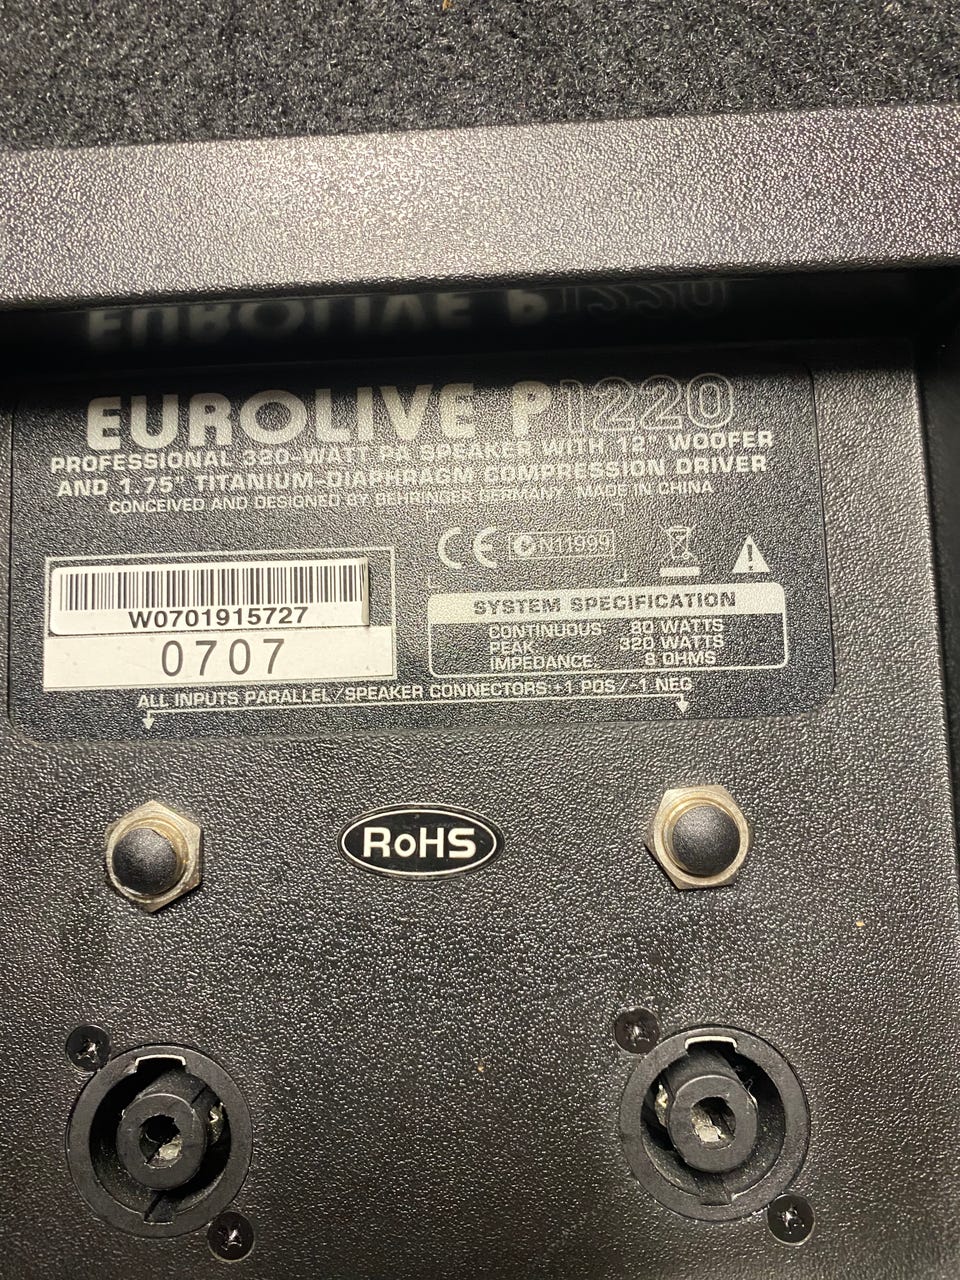 EUROLIVE P1220
PROFESSIONAL 320-WATT PA SPEAKER WITH 12" WOOFER
AND 1.75" TITANIUM-DIAPHRAGM COMPRESSION DRIVER
CONCEIVED AND DESIGNED BY BEHRINGER GERMANY MADE IN CHINA
CE N11999
W0701915727
0707
SYSTEM SPECIFICATION
CONTINUOUS: 80 WATTS
PEAK 320 WATTS
IMPEDANCE. 8 OHMS
ALL INPUTS PARALLEL/SPEAKER CONNECTORS:+1 POS/-1 NEG
RoHS